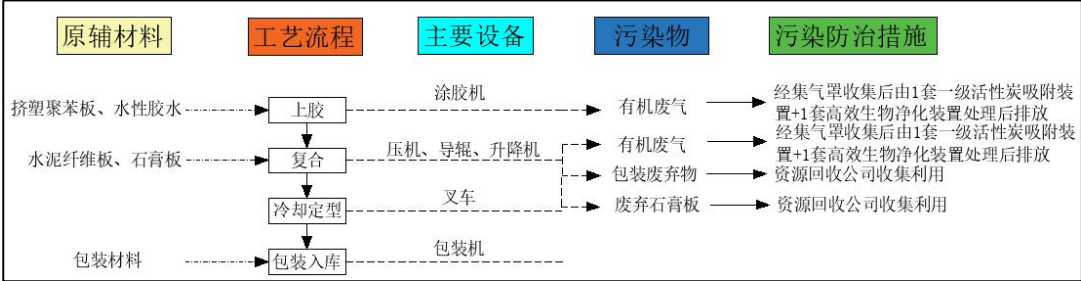 原辅材料 工艺流程 主要设备 污染物 污染防治措施
挤塑聚苯板、水性胶水 上胶 涂胶机 有机废气 经集气罩收集后由1套一级活性炭吸附装
置+1套高效生物净化装置处理后排放
水泥纤维板、石膏板 复合 压机、导辊、升降机 有机废气 经集气罩收集后由1套一级活性炭吸附装
置+1套高效生物净化装置处理后排放
包装废弃物 资源回收公司收集利用
冷却定型 叉车 废弃石膏板 资源回收公司收集利用
包装材料 包装入库 包装机